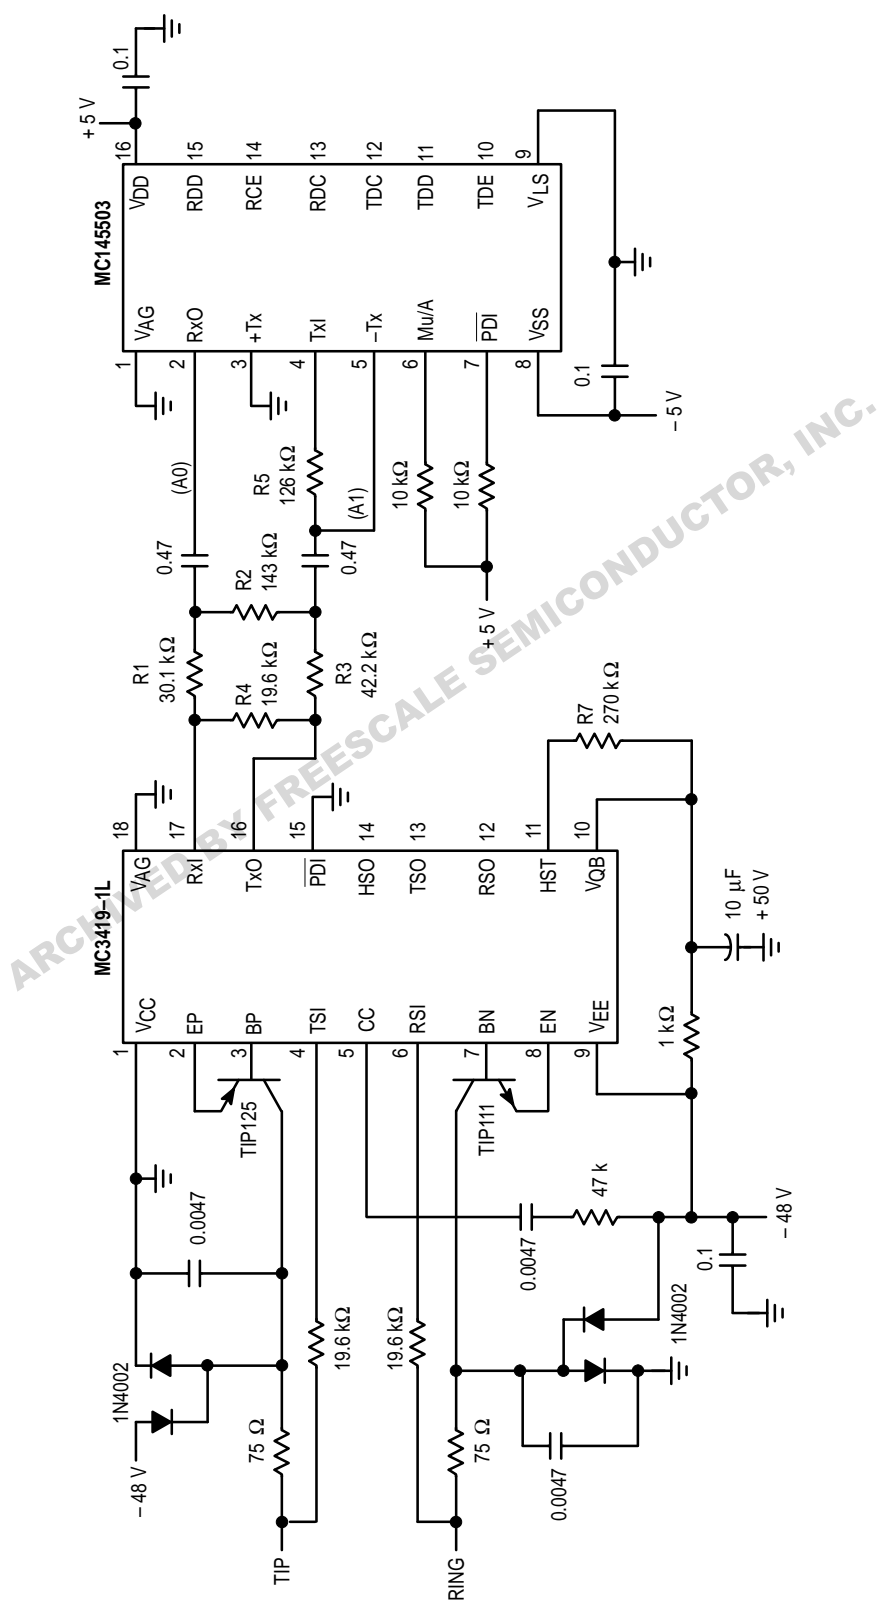 + 5 V
0.1
16
15
14
13
12
11
10
9
VDD
RDD
RCE
RDC
TDC
TDD
TDE
VLS
MC145503
VAG
RxO
+Tx
TxI
–Tx
Mu/A
PDI
VSS
1
2
3
4
5
6
7
8
0.1
– 5 V
(A0)
R5
126 kΩ
(A1)
10 kΩ
10 kΩ
0.47
R2
143 kΩ
0.47
+ 5 V
R1
30.1 kΩ
R4
19.6 kΩ
R3
42.2 kΩ
R7
270 kΩ
18
17
16
15
14
13
12
11
10
VAG
RxI
TxO
PDI
HSO
TSO
RSO
HST
VQB
MC3419–1L
VCC
EP
BP
TSI
CC
RSI
BN
EN
VEE
1
2
3
4
5
6
7
8
9
10 μF
+ 50 V
1 kΩ
TIP125
TIP111
0.0047
47 k
0.0047
– 48 V
0.1
1N4002
19.6 kΩ
19.6 kΩ
1N4002
– 48 V
75 Ω
75 Ω
0.0047
TIP
RING
ARCHIVED BY FREESCALE SEMICONDUCTOR, INC.